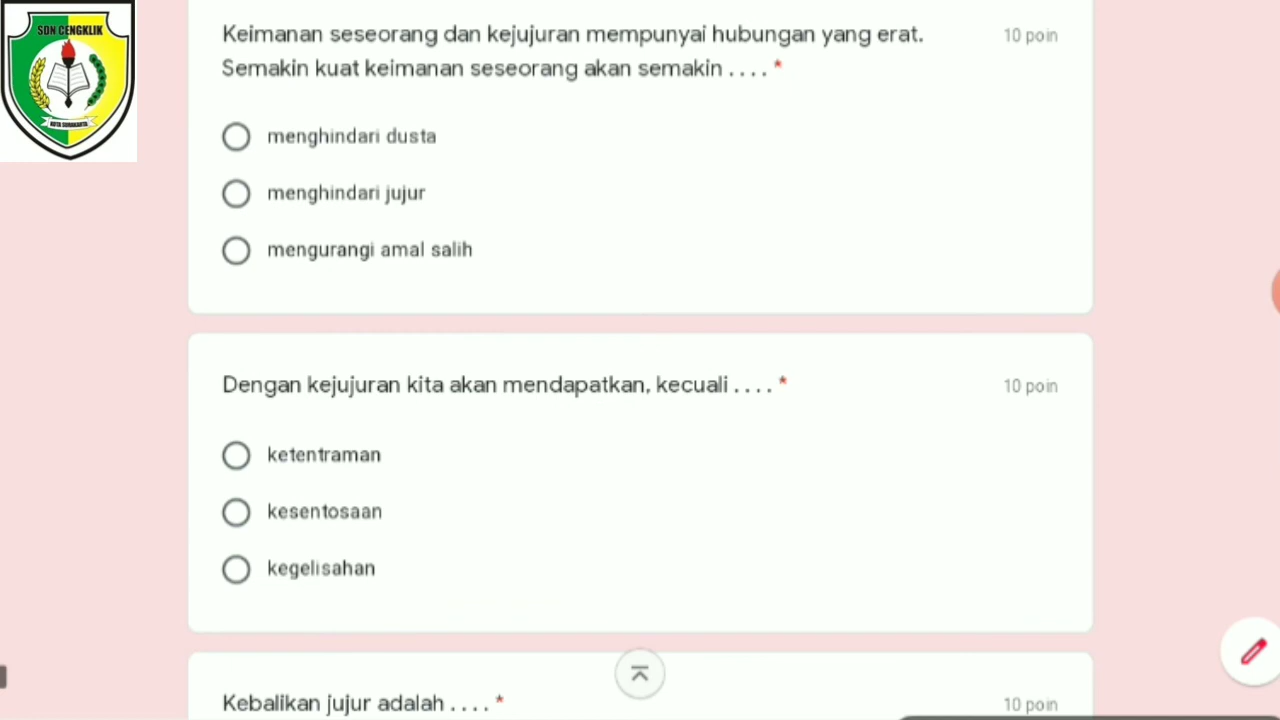 SDN CENGKLIK
KOTA SURAKARTA
Keimanan seseorang dan kejujuran mempunyai hubungan yang erat.
Semakin kuat keimanan seseorang akan semakin . . . . *
10 poin
menghindari dusta
menghindari jujur
mengurangi amal salih
Dengan kejujuran kita akan mendapatkan, kecuali . . . . *
10 poin
ketentraman
kesentosaan
kegelisahan
Kebalikan jujur adalah . . . . *
10 poin